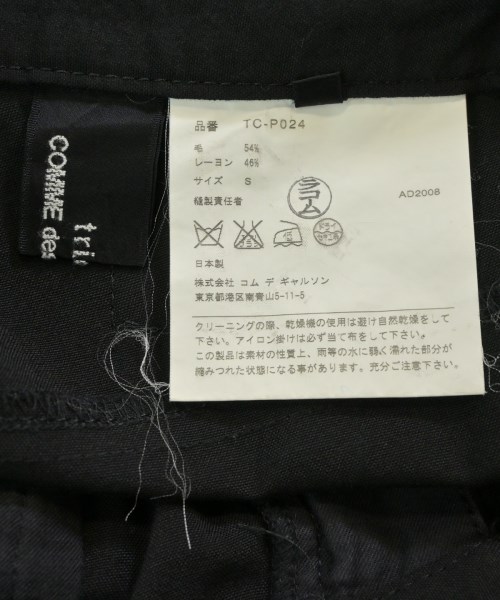 tric
COMME
des
品番 TC-P024
毛 54%
レーヨン 46%
サイズ S
縫製責任者
ラコム
AD2008
日本製
株式会社 コム デ ギャルソン
東京都港区南青山5-11-5
クリーニングの際、乾燥機の使用は避け自然乾燥をして
下さい。アイロン掛けは必ず当て布をして下さい。
この製品は素材の性質上、雨等の水に弱く濡れた部分が
縮みつれた状態になる事があります。充分ご注意下さい。